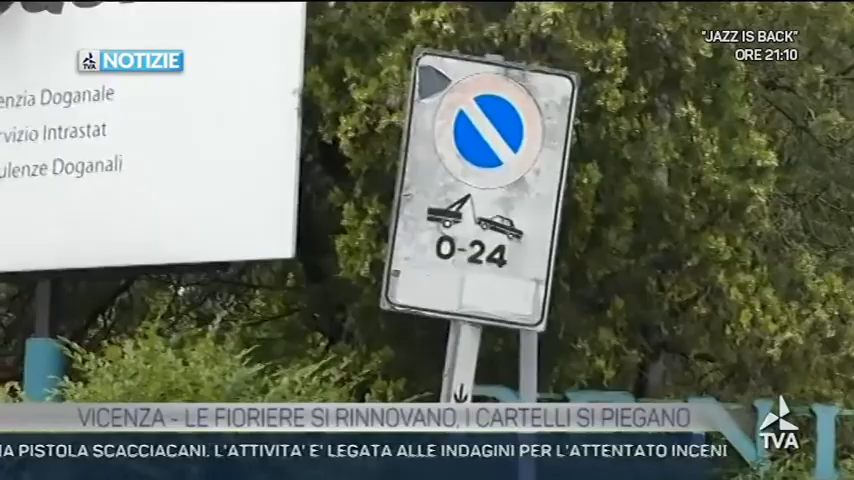 "JAZZ IS BACK"
ORE 21:10
TVA NOTIZIE
enzia Doganale
rvizio Intrastat
ulenze Doganali
0-24
VICENZA - LE FIORIERE SI RINNOVANO, I CARTELLI SI PIEGANO
TVA
A PISTOLA SCACCIACANI. L'ATTIVITA' E' LEGATA ALLE INDAGINI PER L'ATTENTATO INCENI